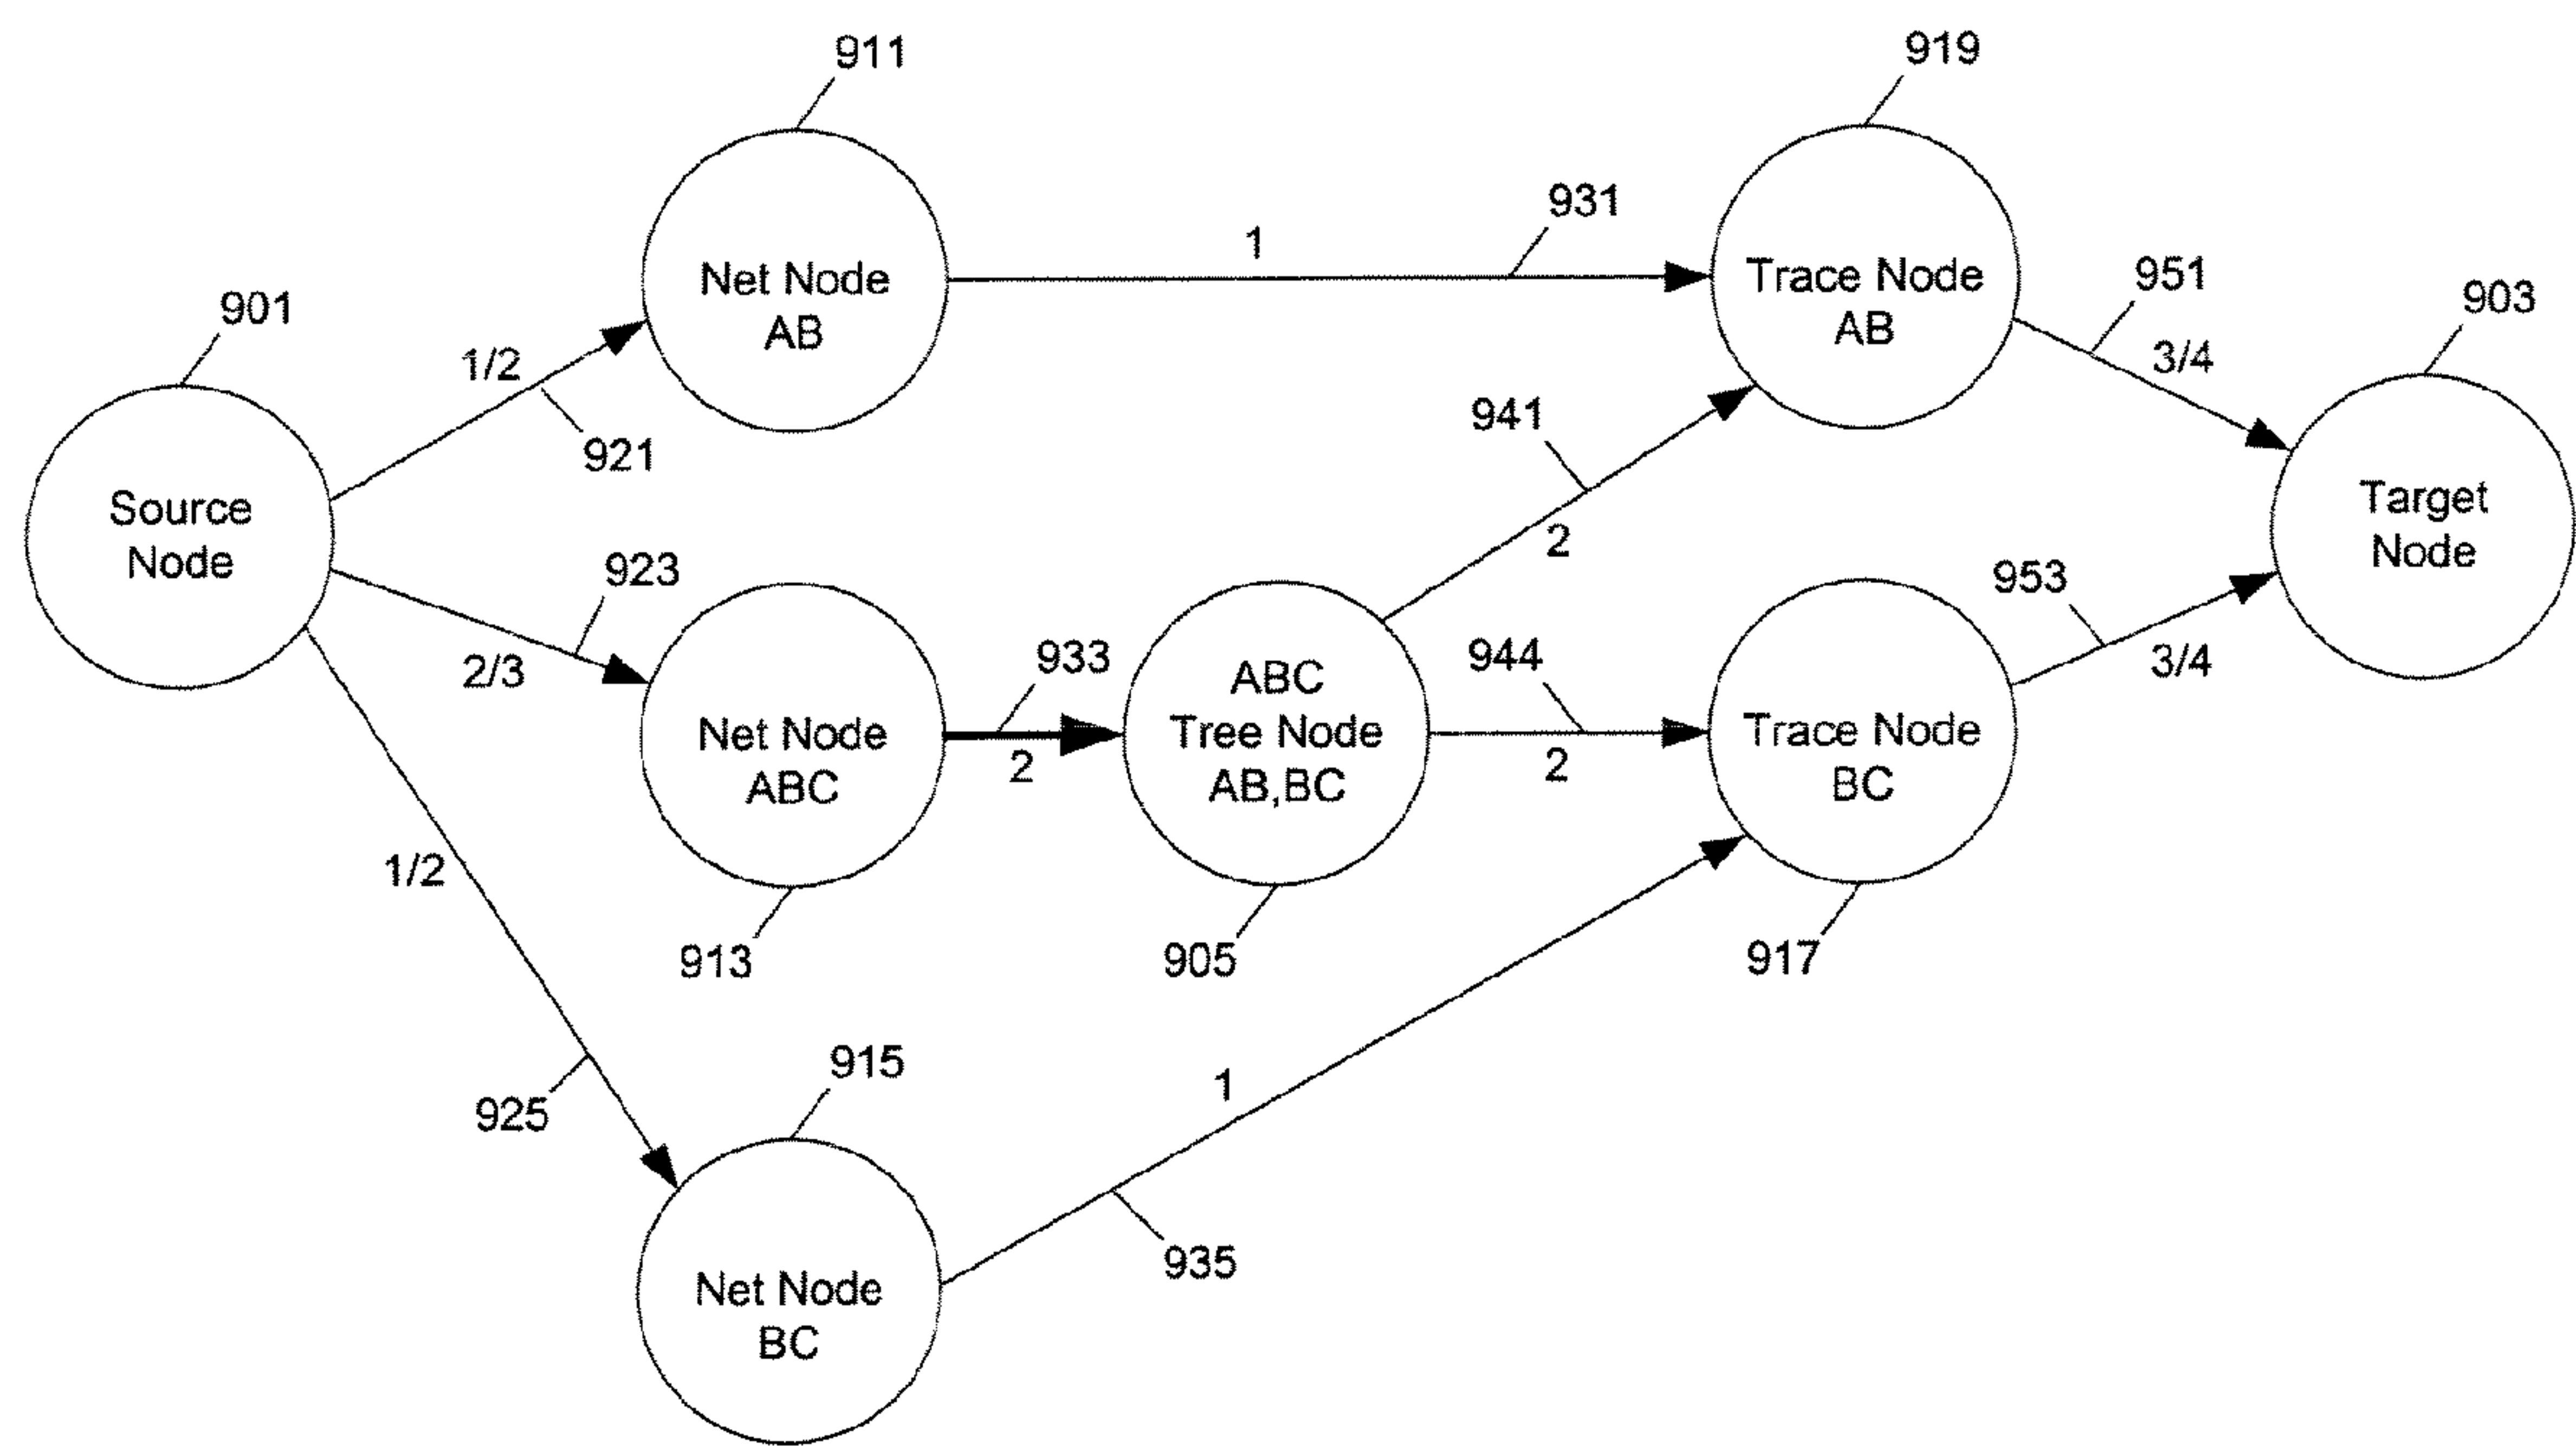 911
919
931
1
Net Node
AB
Trace Node
AB
951
903
3/4
901
1/2
921
941
2
Source
Node
Target
Node
923
2/3
933
2
944
2
953
3/4
Net Node
ABC
ABC
Tree Node
AB,BC
Trace Node
BC
1/2
913
905
917
925
915
1
935
Net Node
BC